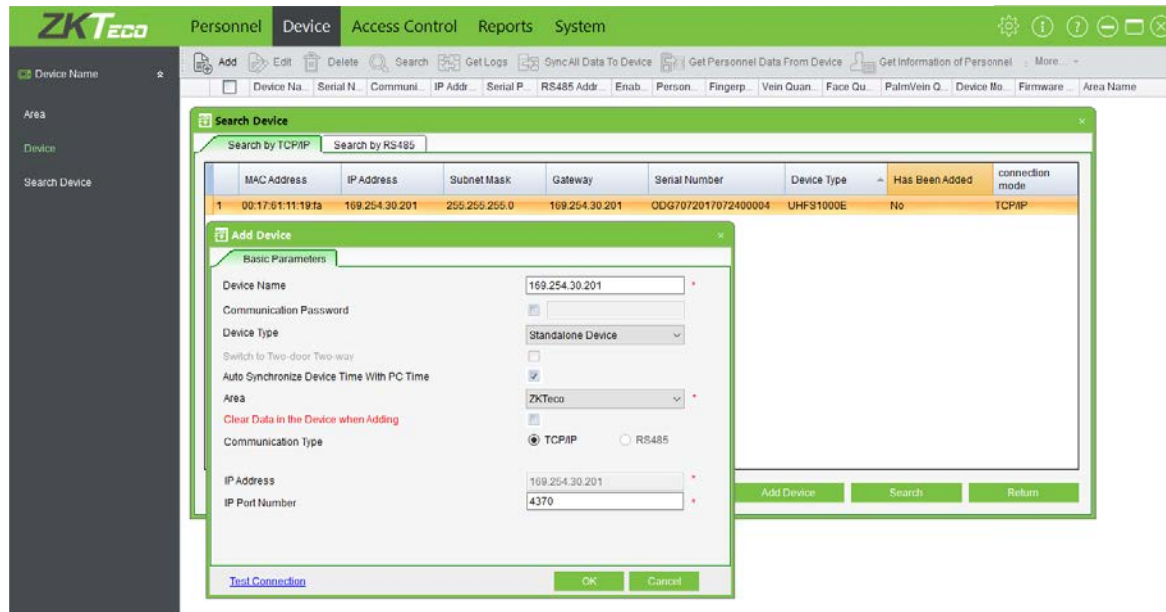 ZKTeco Personnel Device Access Control Reports System
Device Name
Add Edit Delete Search Get Logs Sync All Data To Device Get Personnel Data From Device Get Information of Personnel More...
Device Na... Serial N... Communi... IP Addr... Serial P... RS485 Addr... Enab... Person... Fingerp... Vein Quan... Face Qu... PalmVein Q... Device Mo... Firmware ... Area Name
Area
Device
Search Device
Search Device
Search by TCP/IP Search by RS485
MAC Address IP Address Subnet Mask Gateway Serial Number Device Type Has Been Added connection mode
1 00:17:61:11:19:fa 169.254.30.201 255.255.255.0 169.254.30.201 ODG7072017072400004 UHFS1000E No TCP/IP
Add Device
Basic Parameters
Device Name 169.254.30.201 *
Communication Password
Device Type Standalone Device
Switch to Two-door Two-way
Auto Synchronize Device Time With PC Time
Area ZKTeco *
Clear Data in the Device when Adding
Communication Type TCP/IP RS485
IP Address 169.254.30.201 *
IP Port Number 4370 *
Test Connection OK Cancel
Add Device Search Return